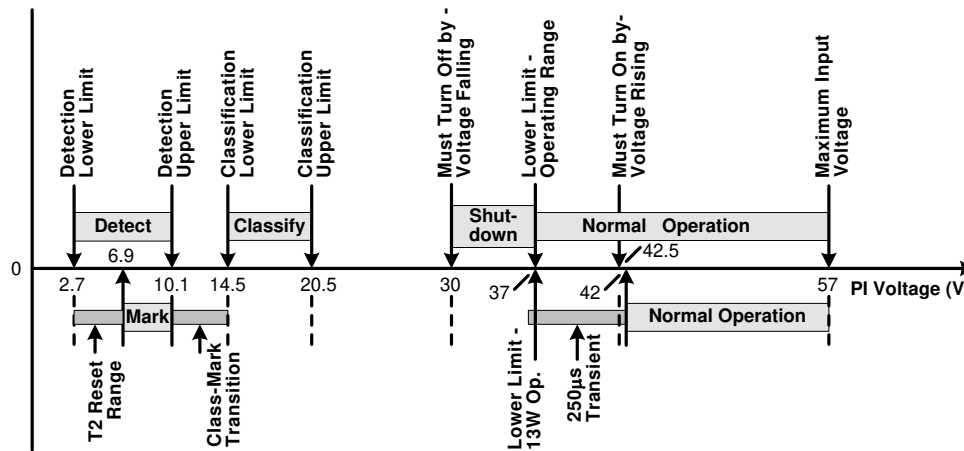 Detection
Lower Limit
Detection
Upper Limit
Classification
Lower Limit
Classification
Upper Limit
Must Turn Off by -
Voltage Falling
Lower Limit -
Operating Range
Must Turn On by-
Voltage Rising
Maximum Input
Voltage
Detect
Classify
Shut-
down
Normal Operation
6.9
42.5
0
2.7
10.1
14.5
20.5
30
37
42
57
PI Voltage (V
Mark
Normal Operation
T2 Reset
Range
Class-Mark
Transition
Lower Limit -
13W Op.
250μs
Transient